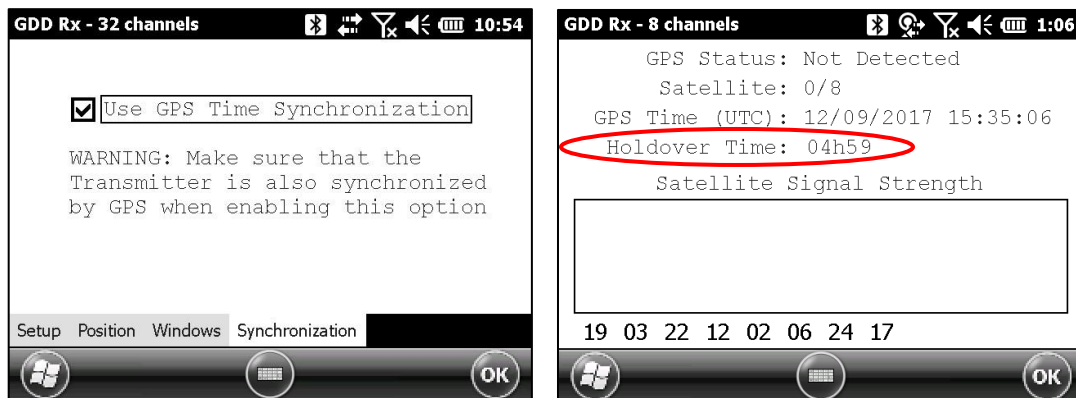 GDD Rx - 32 channels 10:54
Use GPS Time Synchronization
WARNING: Make sure that the
Transmitter is also synchronized
by GPS when enabling this option
Setup Position Windows Synchronization
OK
GDD Rx - 8 channels 1:06
GPS Status: Not Detected
Satellite: 0/8
GPS Time (UTC): 12/09/2017 15:35:06
Holdover Time: 04h59
Satellite Signal Strength
19 03 22 12 02 06 24 17
OK